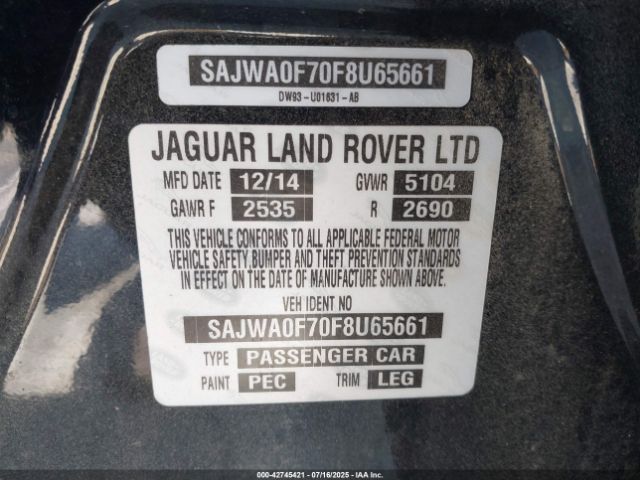 SAJWA0F70F8U65661
DW93-U01631-AB
JAGUAR LAND ROVER LTD
MFD DATE 12/14 GVWR 5104
GAWR F 2535 R 2690
THIS VEHICLE CONFORMS TO ALL APPLICABLE FEDERAL MOTOR
VEHICLE SAFETY,BUMPER AND THEFT PREVENTION STANDARDS
IN EFFECT ON THE DATE OF MANUFACTURE SHOWN ABOVE.
VEH IDENT NO
SAJWA0F70F8U65661
TYPE PASSENGER CAR
PAINT PEC TRIM LEG
000-42745421 - 07/16/2025 - IAA Inc.